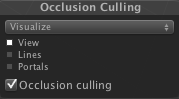 Occlusion Culling
Visualize
View
Lines
Portals
Occlusion culling